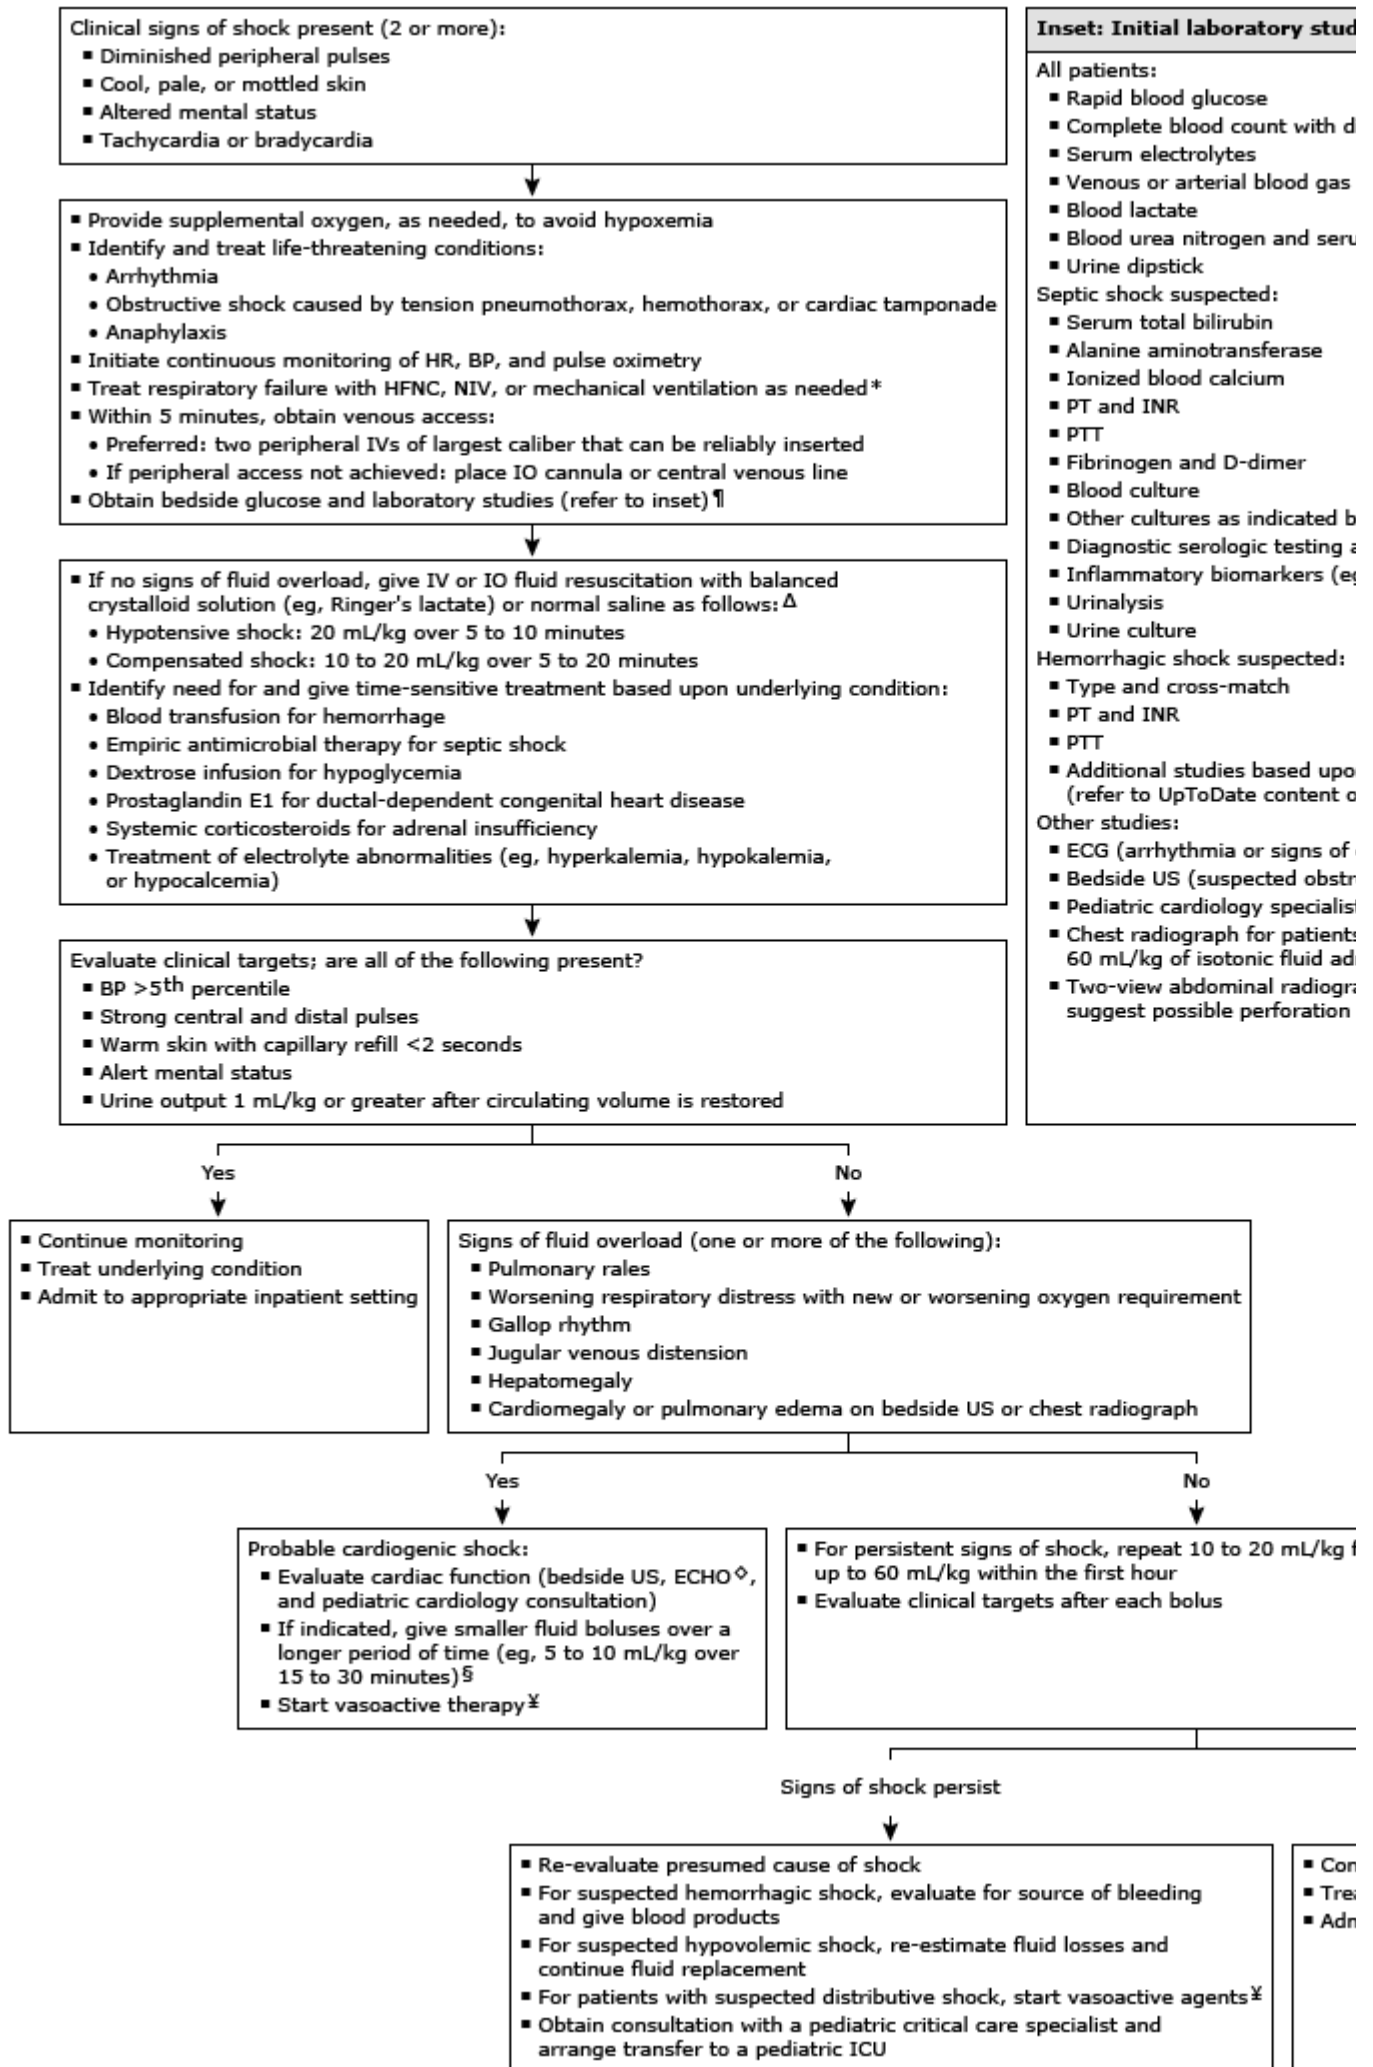 Clinical signs of shock present (2 or more):
▪ Diminished peripheral pulses
▪ Cool, pale, or mottled skin
▪ Altered mental status
▪ Tachycardia or bradycardia
▪ Provide supplemental oxygen, as needed, to avoid hypoxemia
▪ Identify and treat life-threatening conditions:
• Arrhythmia
• Obstructive shock caused by tension pneumothorax, hemothorax, or cardiac tamponade
• Anaphylaxis
▪ Initiate continuous monitoring of HR, BP, and pulse oximetry
▪ Treat respiratory failure with HFNC, NIV, or mechanical ventilation as needed*
▪ Within 5 minutes, obtain venous access:
• Preferred: two peripheral IVs of largest caliber that can be reliably inserted
• If peripheral access not achieved: place IO cannula or central venous line
▪ Obtain bedside glucose and laboratory studies (refer to inset)¶
▪ If no signs of fluid overload, give IV or IO fluid resuscitation with balanced
crystalloid solution (eg, Ringer's lactate) or normal saline as follows:Δ
• Hypotensive shock: 20 mL/kg over 5 to 10 minutes
• Compensated shock: 10 to 20 mL/kg over 5 to 20 minutes
▪ Identify need for and give time-sensitive treatment based upon underlying condition:
• Blood transfusion for hemorrhage
• Empiric antimicrobial therapy for septic shock
• Dextrose infusion for hypoglycemia
• Prostaglandin E1 for ductal-dependent congenital heart disease
• Systemic corticosteroids for adrenal insufficiency
• Treatment of electrolyte abnormalities (eg, hyperkalemia, hypokalemia,
or hypocalcemia)
Evaluate clinical targets; are all of the following present?
▪ BP >5th percentile
▪ Strong central and distal pulses
▪ Warm skin with capillary refill <2 seconds
▪ Alert mental status
▪ Urine output 1 mL/kg or greater after circulating volume is restored
Inset: Initial laboratory stud
All patients:
▪ Rapid blood glucose
▪ Complete blood count with d
▪ Serum electrolytes
▪ Venous or arterial blood gas
▪ Blood lactate
▪ Blood urea nitrogen and seru
▪ Urine dipstick
Septic shock suspected:
▪ Serum total bilirubin
▪ Alanine aminotransferase
▪ Ionized blood calcium
▪ PT and INR
▪ PTT
▪ Fibrinogen and D-dimer
▪ Blood culture
▪ Other cultures as indicated b
▪ Diagnostic serologic testing a
▪ Inflammatory biomarkers (eg
▪ Urinalysis
▪ Urine culture
Hemorrhagic shock suspected:
▪ Type and cross-match
▪ PT and INR
▪ PTT
▪ Additional studies based upo
(refer to UpToDate content o
Other studies:
▪ ECG (arrhythmia or signs of
▪ Bedside US (suspected obstr
▪ Pediatric cardiology specialist
▪ Chest radiograph for patients
60 mL/kg of isotonic fluid ad
▪ Two-view abdominal radiogra
suggest possible perforation
Yes
No
▪ Continue monitoring
▪ Treat underlying condition
▪ Admit to appropriate inpatient setting
Signs of fluid overload (one or more of the following):
▪ Pulmonary rales
▪ Worsening respiratory distress with new or worsening oxygen requirement
▪ Gallop rhythm
▪ Jugular venous distension
▪ Hepatomegaly
▪ Cardiomegaly or pulmonary edema on bedside US or chest radiograph
Yes
No
Probable cardiogenic shock:
▪ Evaluate cardiac function (bedside US, ECHO◇,
and pediatric cardiology consultation)
▪ If indicated, give smaller fluid boluses over a
longer period of time (eg, 5 to 10 mL/kg over
15 to 30 minutes)§
▪ Start vasoactive therapy¥
▪ For persistent signs of shock, repeat 10 to 20 mL/kg f
up to 60 mL/kg within the first hour
▪ Evaluate clinical targets after each bolus
Signs of shock persist
▪ Re-evaluate presumed cause of shock
▪ For suspected hemorrhagic shock, evaluate for source of bleeding
and give blood products
▪ For suspected hypovolemic shock, re-estimate fluid losses and
continue fluid replacement
▪ For patients with suspected distributive shock, start vasoactive agents¥
▪ Obtain consultation with a pediatric critical care specialist and
arrange transfer to a pediatric ICU
▪ Con
▪ Trea
▪ Adn